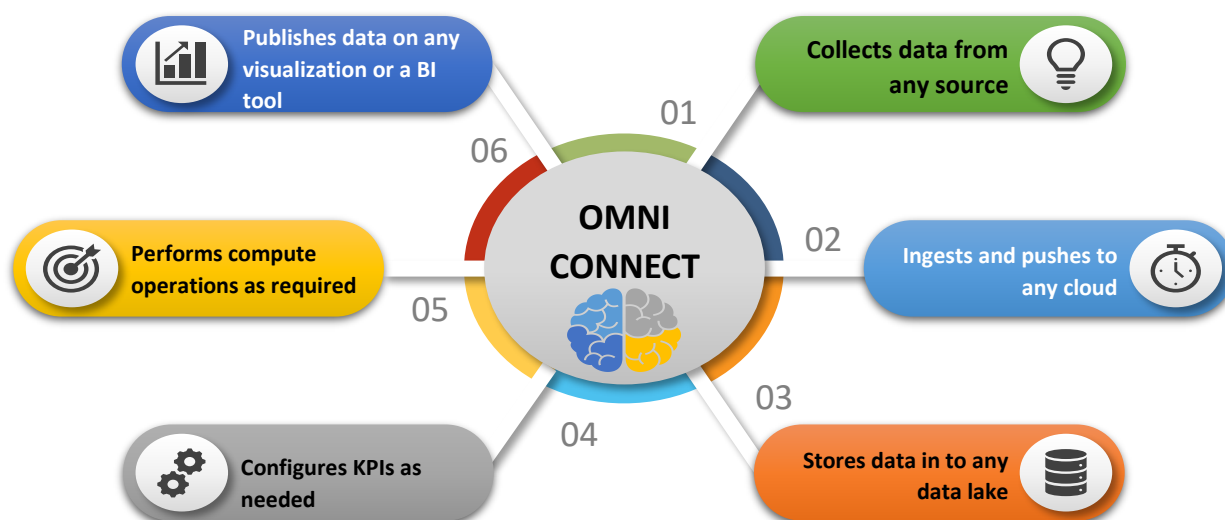 OMNI
CONNECT
01
Collects data from
any source
02
Ingests and pushes to
any cloud
03
Stores data in to any
data lake
04
Configures KPIs as
needed
05
Performs compute
operations as required
06
Publishes data on any
visualization or a BI
tool